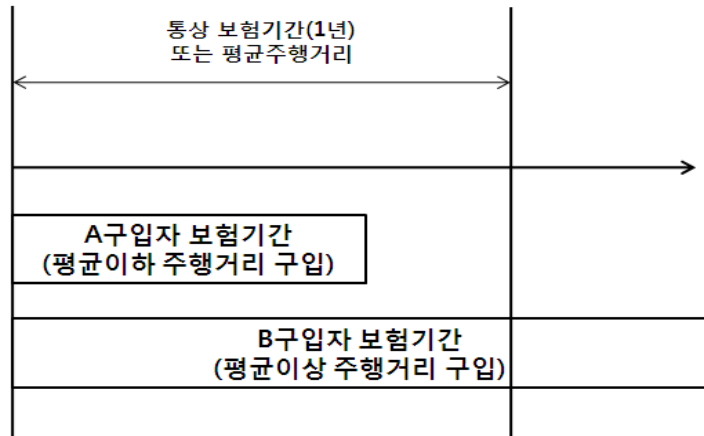 통상 보험기간(1년)
또는 평균주행거리
A구입자 보험기간
(평균이하 주행거리 구입)
B구입자 보험기간
(평균이상 주행거리 구입)